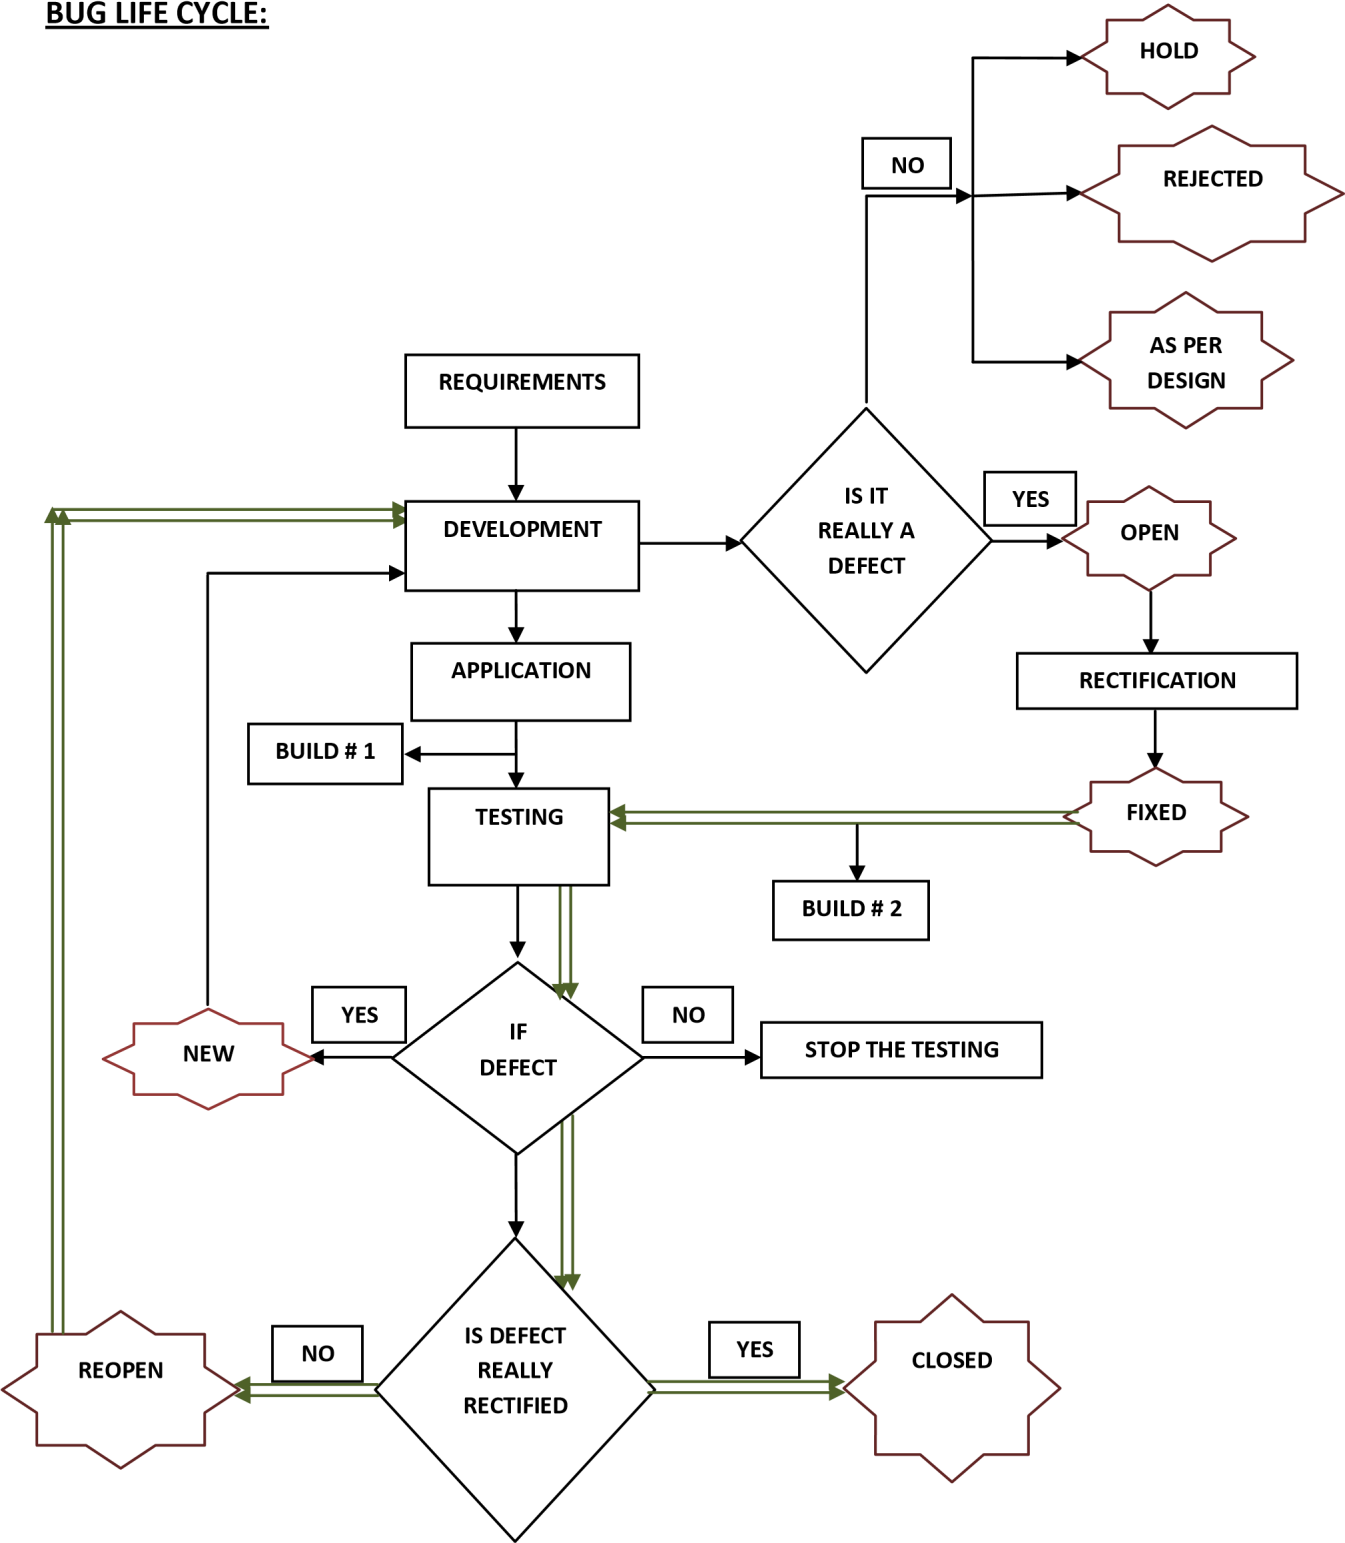 BUG LIFE CYCLE:
HOLD
NO
REJECTED
AS PER
DESIGN
REQUIREMENTS
IS IT
REALLY A
DEFECT
YES
OPEN
DEVELOPMENT
APPLICATION
RECTIFICATION
BUILD # 1
TESTING
FIXED
BUILD # 2
YES
IF
DEFECT
NO
NEW
STOP THE TESTING
REOPEN
NO
IS DEFECT
REALLY
RECTIFIED
YES
CLOSED